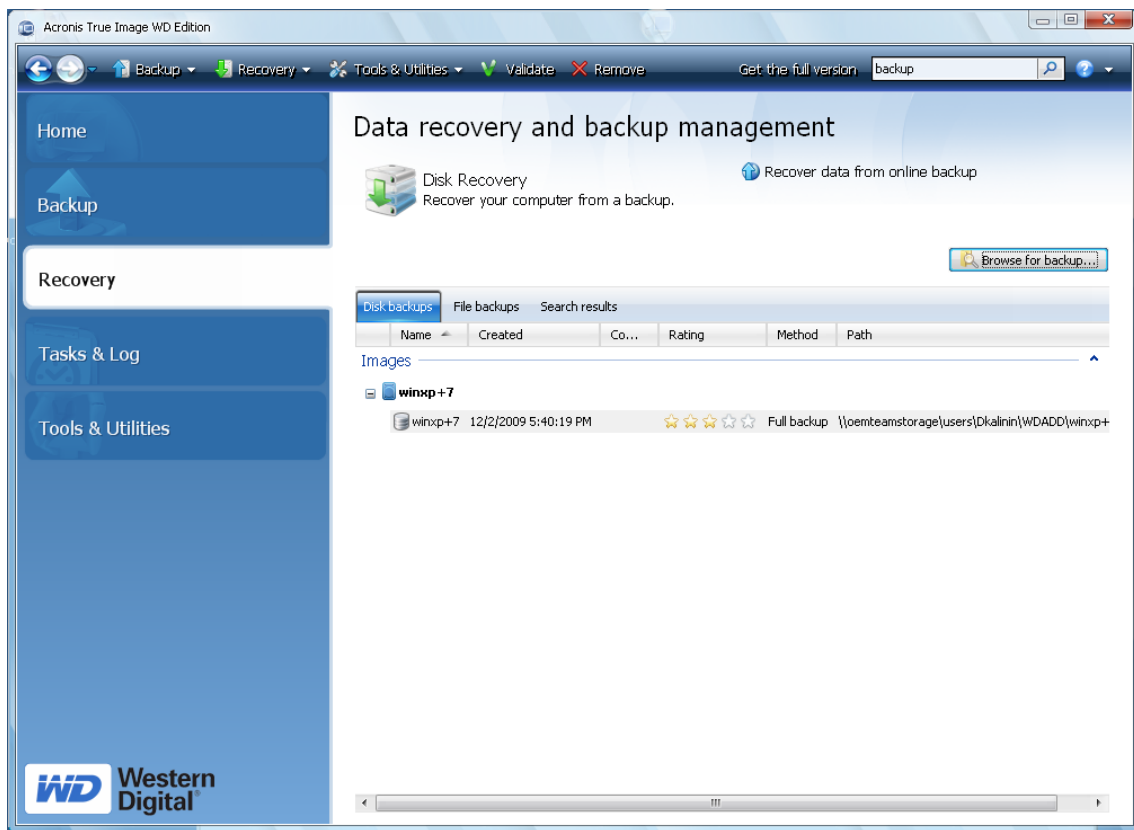 Acronis True Image WD Edition
Backup Recovery Tools & Utilities Validate Remove Get the full version backup
Home
Backup
Recovery
Tasks & Log
Tools & Utilities
Data recovery and backup management
Disk Recovery
Recover your computer from a backup.
Recover data from online backup
Browse for backup...
Disk backups File backups Search results
Name Created Co... Rating Method Path
Images
winxp+7
winxp+7 12/2/2009 5:40:19 PM Full backup \\oemteamstorage\users\Dkalinin\WDADD\winxp+
WD Western
Digital®